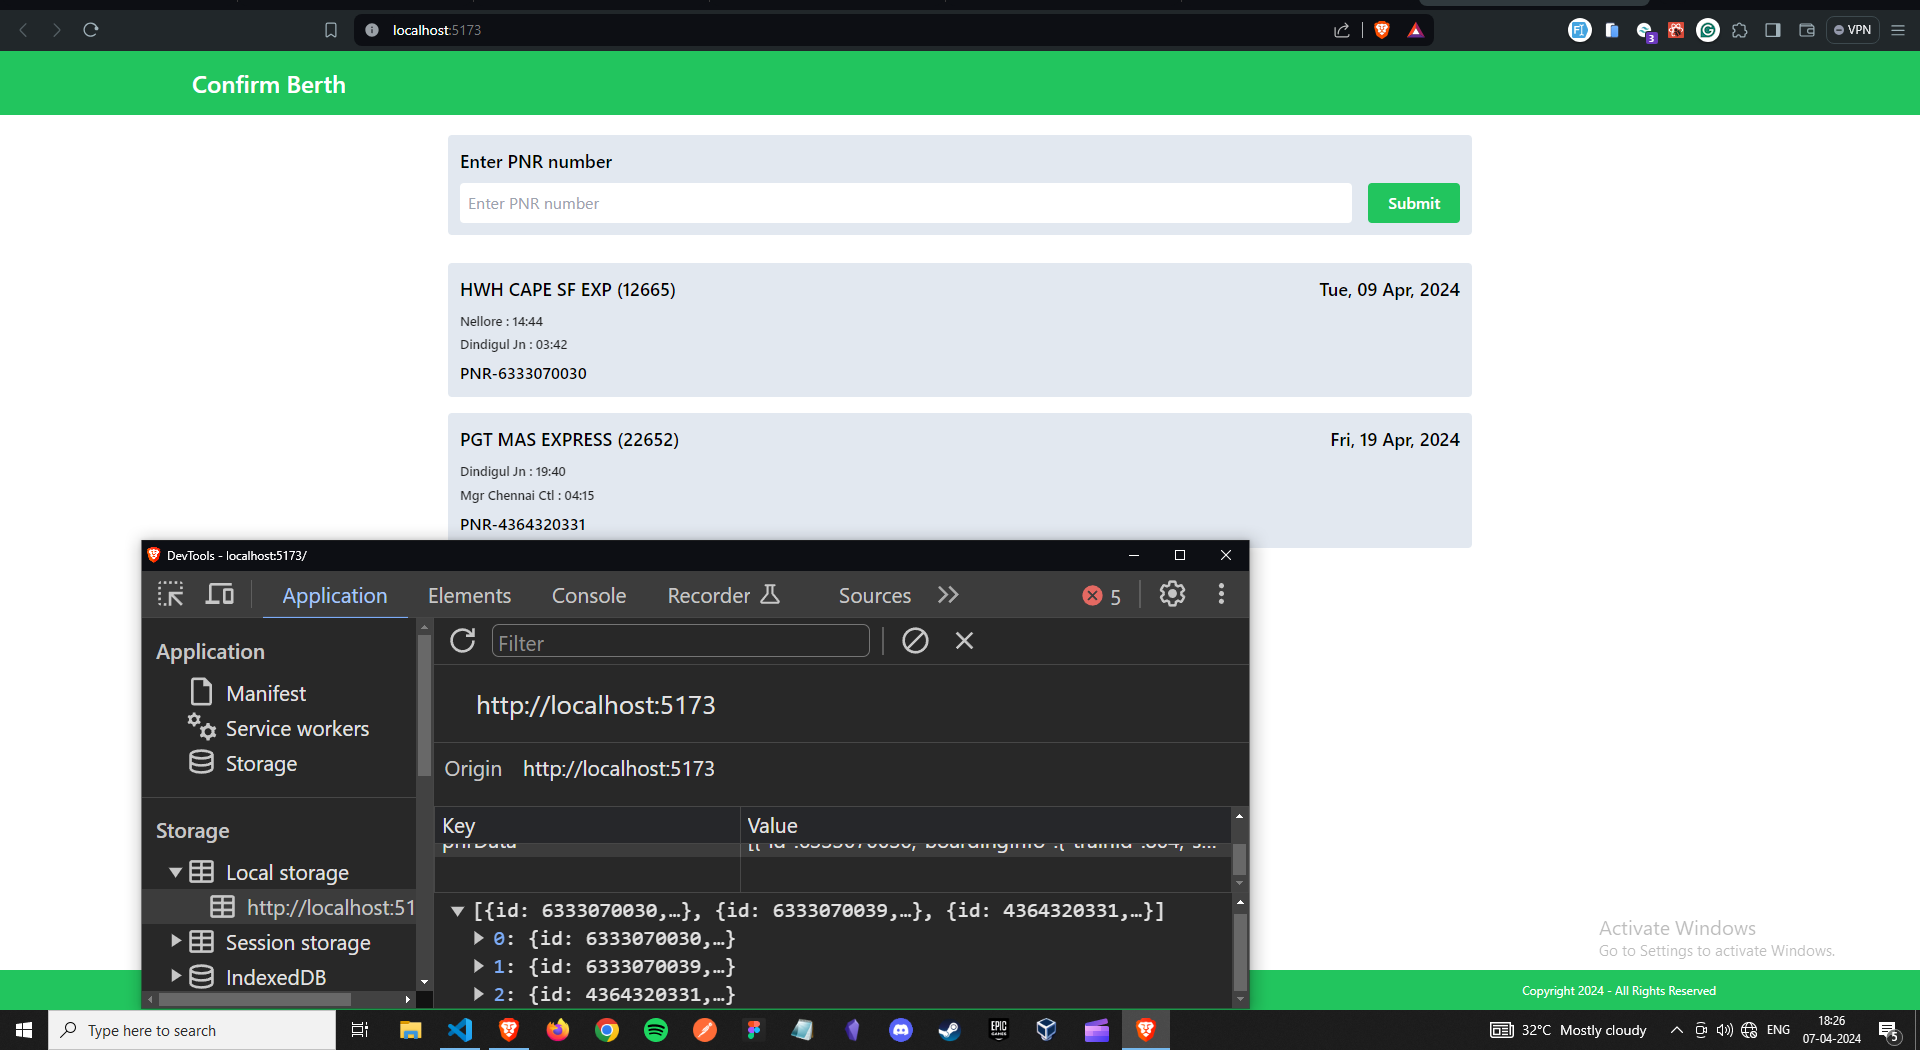 localhost:5173
3
VPN
Confirm Berth
Enter PNR number
Enter PNR number
Submit
HWH CAPE SF EXP (12665)
Tue, 09 Apr, 2024
Nellore : 14:44
Dindigul Jn : 03:42
PNR-6333070030
PGT MAS EXPRESS (22652)
Fri, 19 Apr, 2024
Dindigul Jn : 19:40
Mgr Chennai Ctl : 04:15
PNR-4364320331
DevTools - localhost:5173/
Application
Elements
Console
Recorder
Sources
5
Application
Manifest
Service workers
Storage
Storage
Local storage
http://localhost:51
Session storage
IndexedDB
Filter
http://localhost:5173
Origin http://localhost:5173
Key
Value
pnrData
[{id: 6333070030,…}, {id: 6333070039,…}, {id: 4364320331,…}]
0: {id: 6333070030,…}
1: {id: 6333070039,…}
2: {id: 4364320331,…}
Activate Windows
Go to Settings to activate Windows.
Copyright 2024 - All Rights Reserved
Type here to search
EPIC GAMES
32°C Mostly cloudy
ENG
18:26
07-04-2024
5